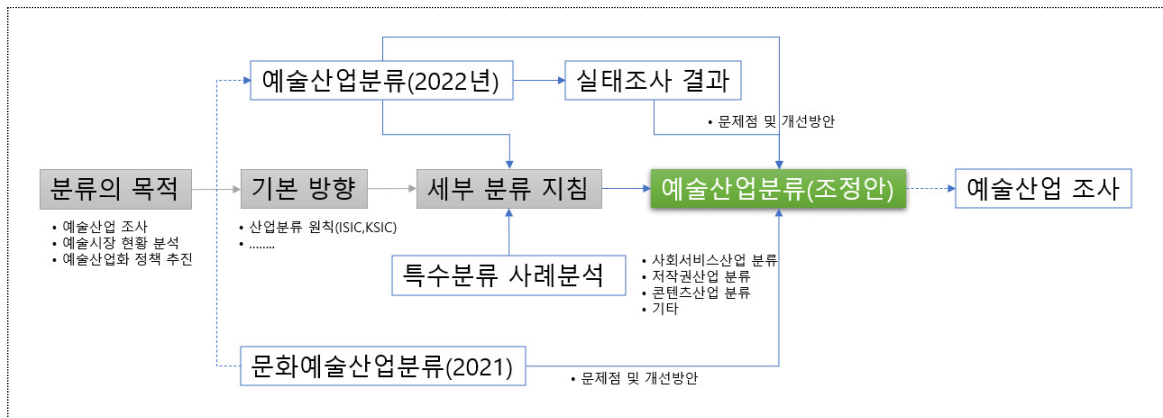 예술산업분류(2022년)
실태조사 결과
• 문제점 및 개선방안
분류의 목적
기본 방향
세부 분류 지침
예술산업분류(조정안)
예술산업 조사
• 예술산업 조사
• 예술시장 현황 분석
• 예술산업화 정책 추진
• 산업분류 원칙(ISIC,KSIC)
• ........
특수분류 사례분석
• 사회서비스산업 분류
• 저작권산업 분류
• 콘텐츠산업 분류
• 기타
문화예술산업분류(2021)
• 문제점 및 개선방안